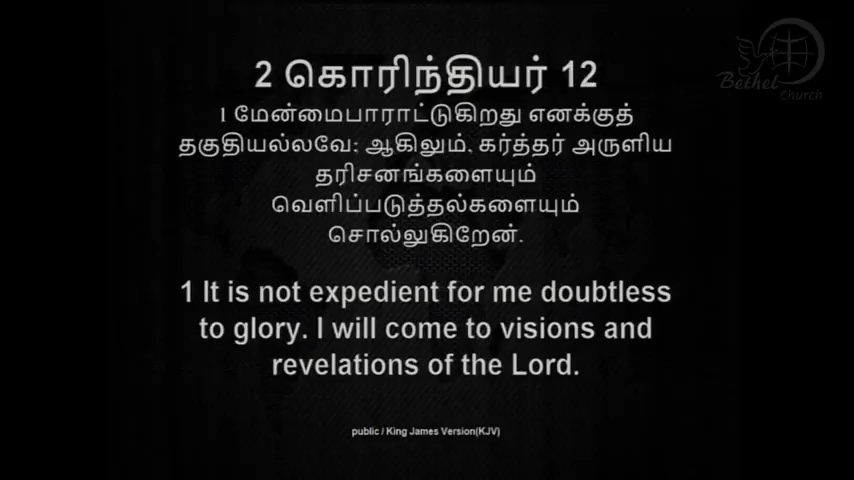 Bethel
Church
2 கொரிந்தியர் 12
1 மேன்மைபாராட்டுகிறது எனக்குத்
தகுதியல்லவே; ஆகிலும், கர்த்தர் அருளிய
தரிசனங்களையும்
வெளிப்படுத்தல்களையும்
சொல்லுகிறேன்.
1 It is not expedient for me doubtless
to glory. I will come to visions and
revelations of the Lord.
public / King James Version(KJV)